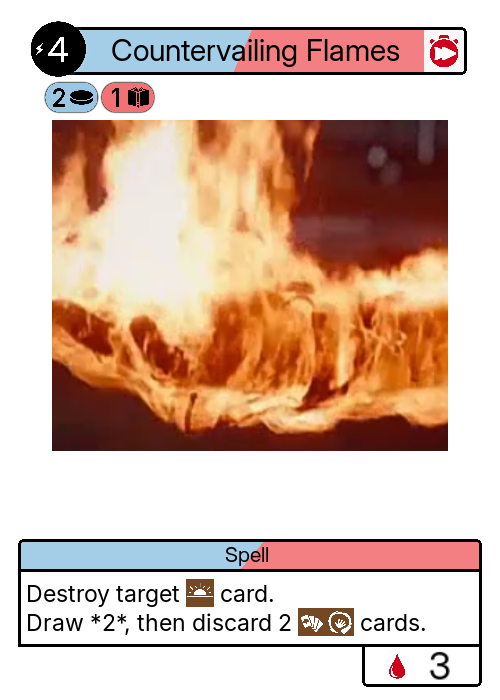 4 Countervailing Flames
2 1
Spell
Destroy target card.
Draw *2*, then discard 2 cards.
3